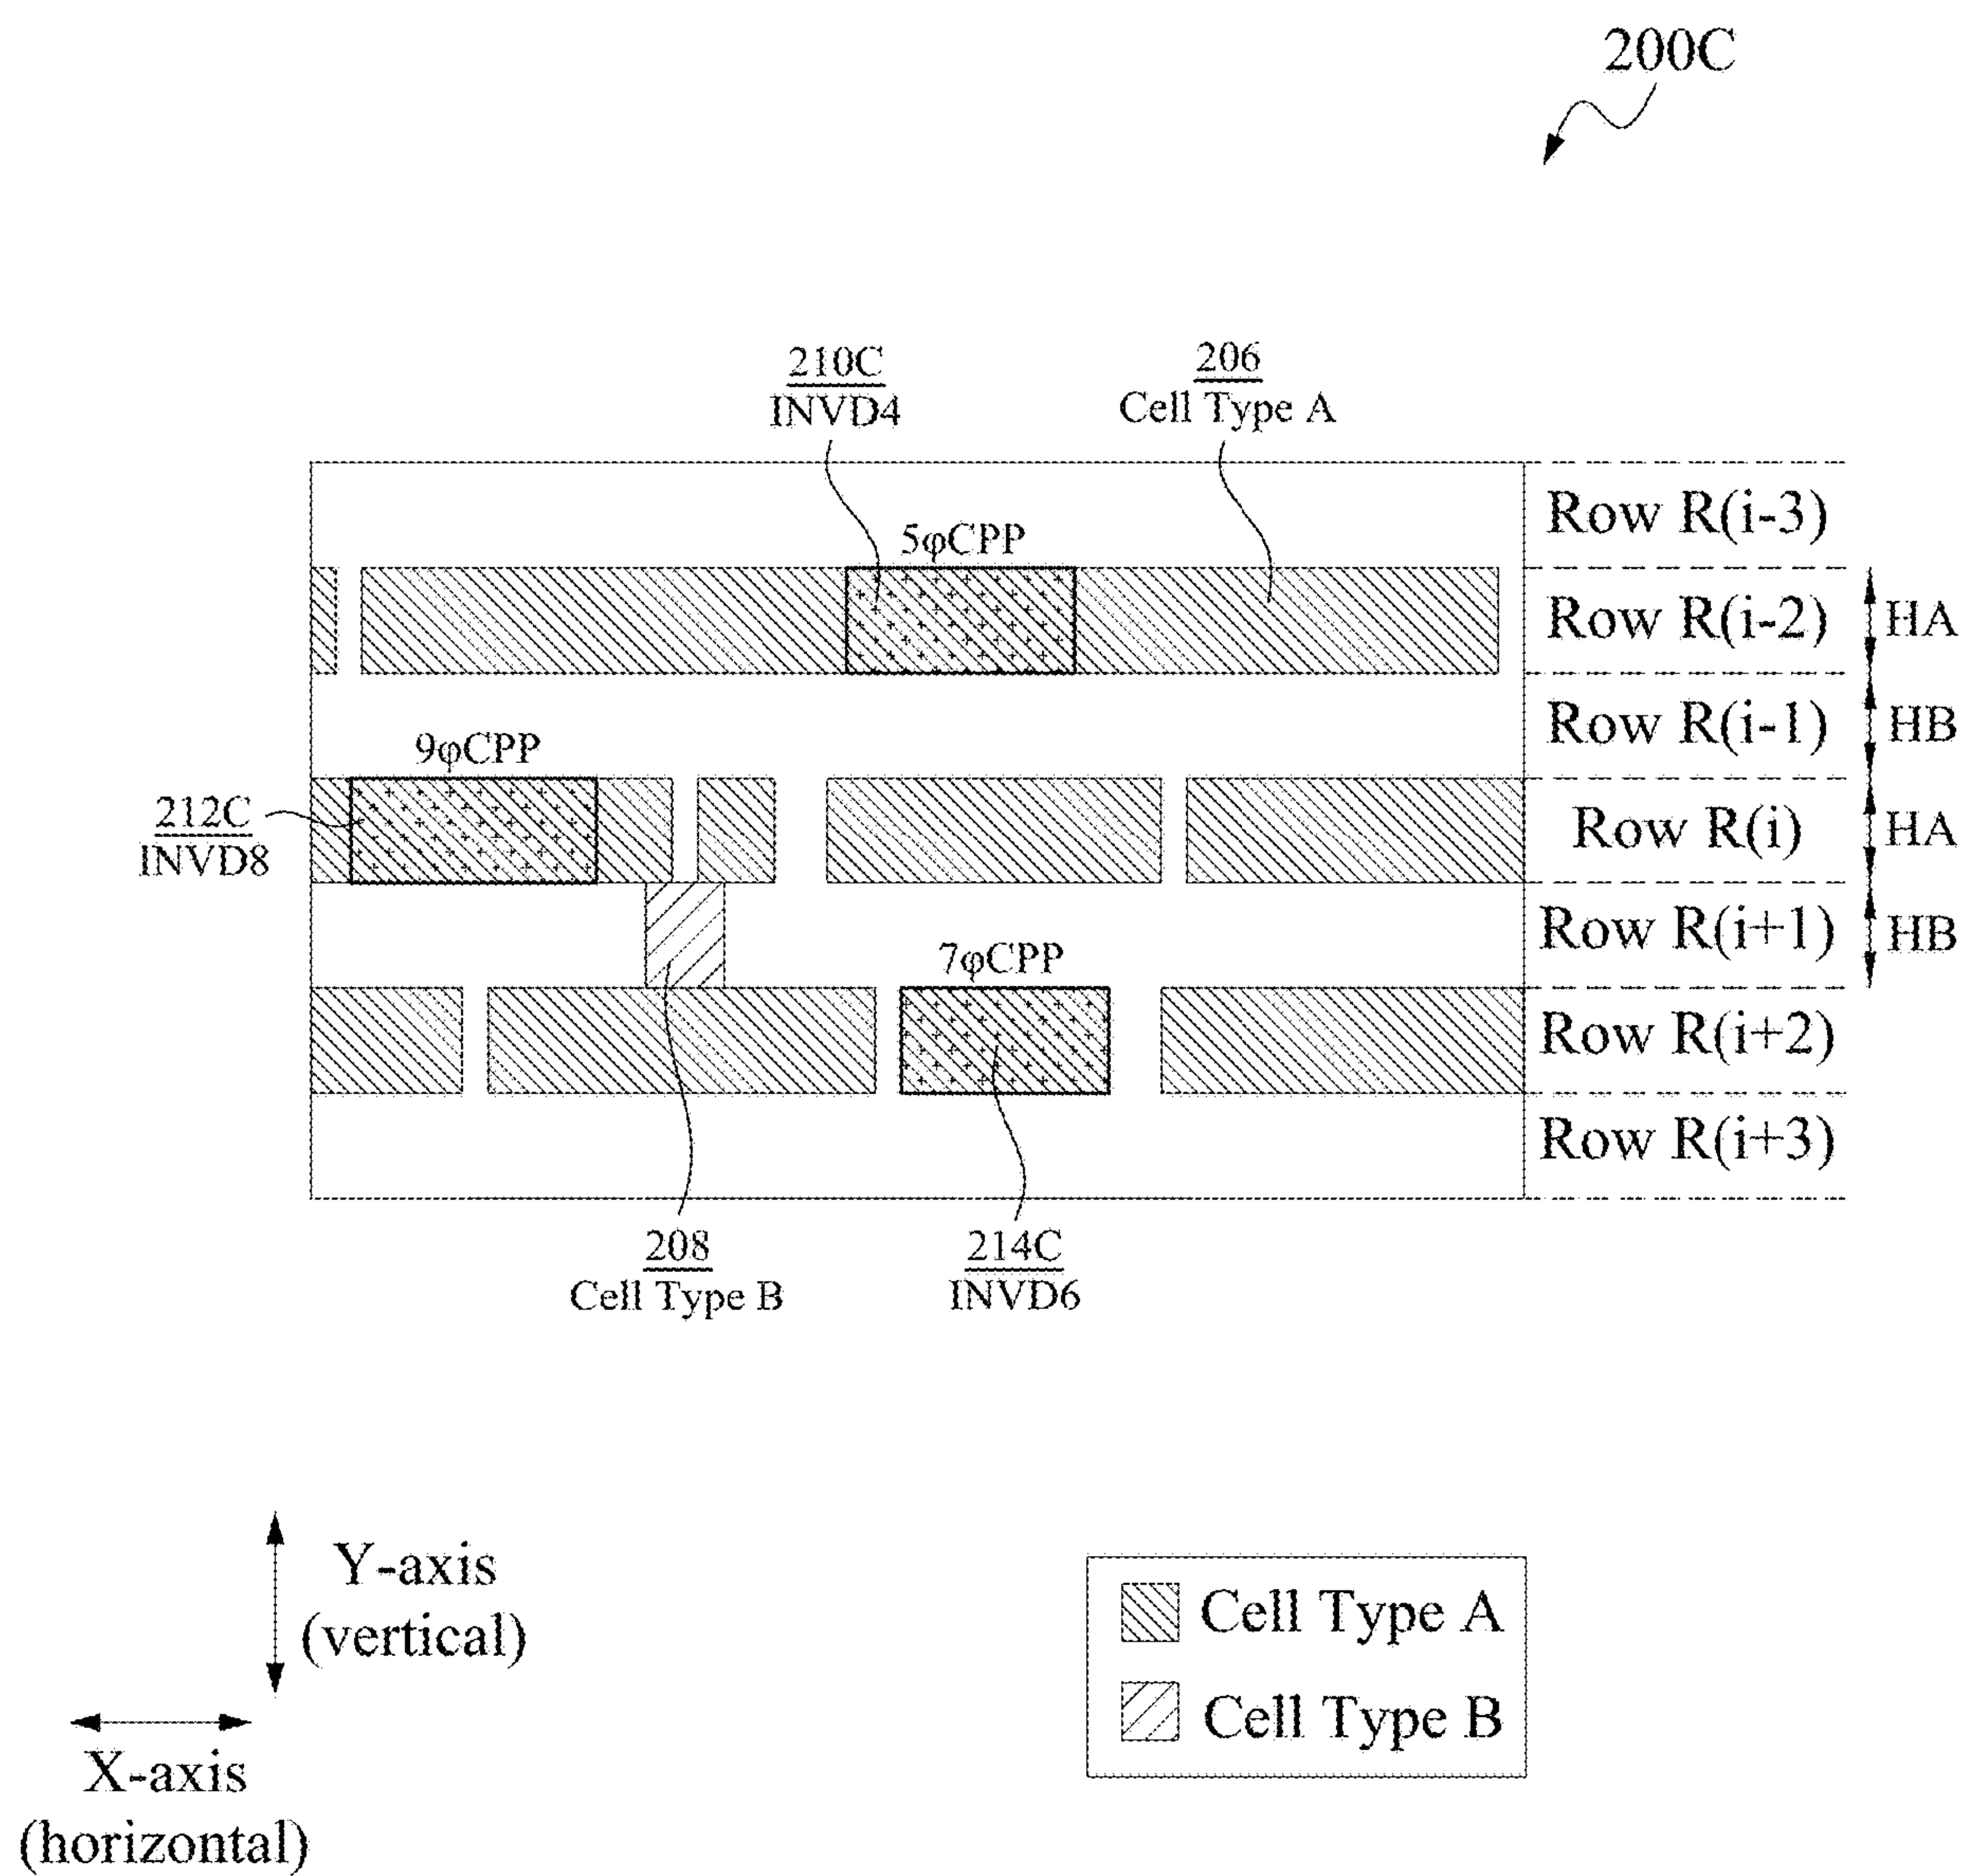 200C
210C
INVD4
206
Cell Type A
Row R(i-3)
5φCPP
Row R(i-2)
HA
Row R(i-1)
HB
9φCPP
212C
INVD8
Row R(i)
HA
Row R(i+1)
HB
7φCPP
Row R(i+2)
Row R(i+3)
208
Cell Type B
214C
INVD6
Y-axis
(vertical)
X-axis
(horizontal)
Cell Type A
Cell Type B